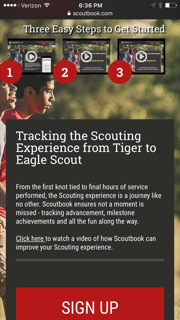 Verizon 6:36 PM
scoutbook.com
Three Easy Steps to Get Started
1 2 3
Tracking the Scouting
Experience from Tiger to
Eagle Scout
From the first knot tied to final hours of service
performed, the Scouting experience is a journey like
no other. Scoutbook ensures not a moment is
missed - tracking advancement, milestone
achievements and all the fun along the way.
Click here to watch a video of how Scoutbook can
improve your Scouting experience.
SIGN UP